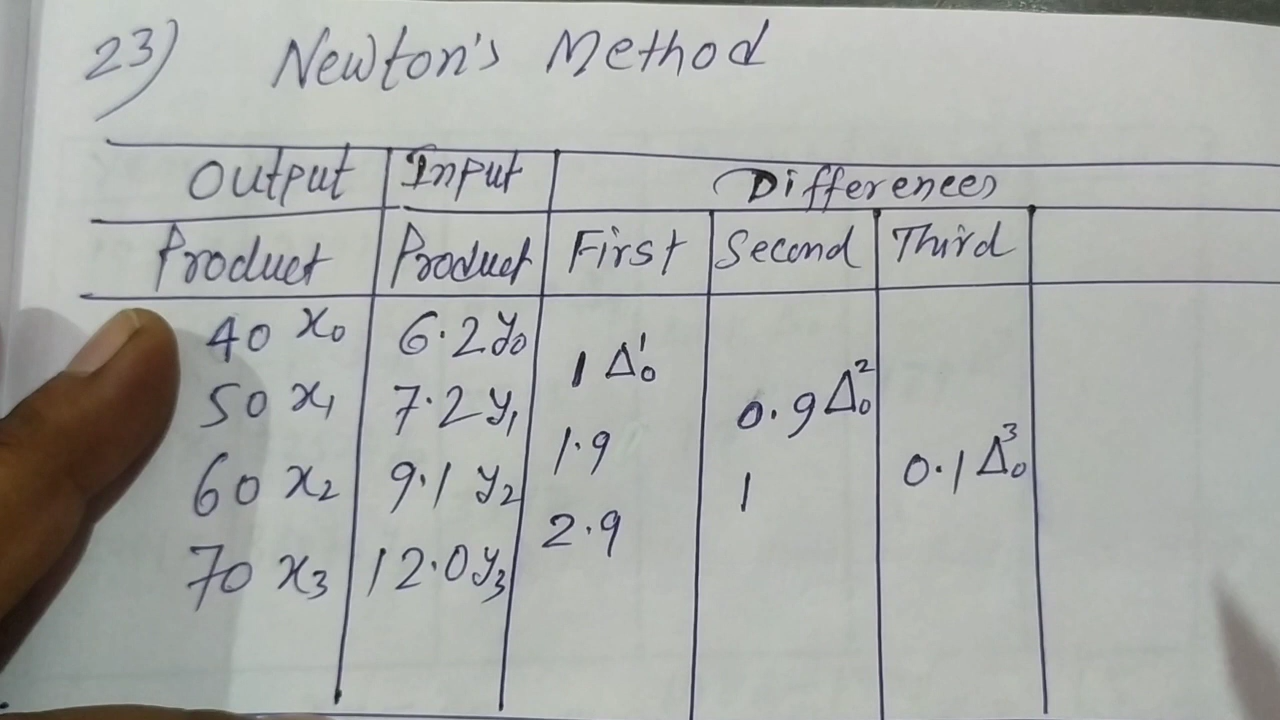 23) Newton's Method
Output Input Differences
Product Product First Second Third
40 x₀ 6.2 y₀
1 Δ¹₀
50 x₁ 7.2 y₁ 0.9 Δ²₀
1.9 0.1 Δ³₀
60 x₂ 9.1 y₂ 1
2.9
70 x₃ 12.0 y₃